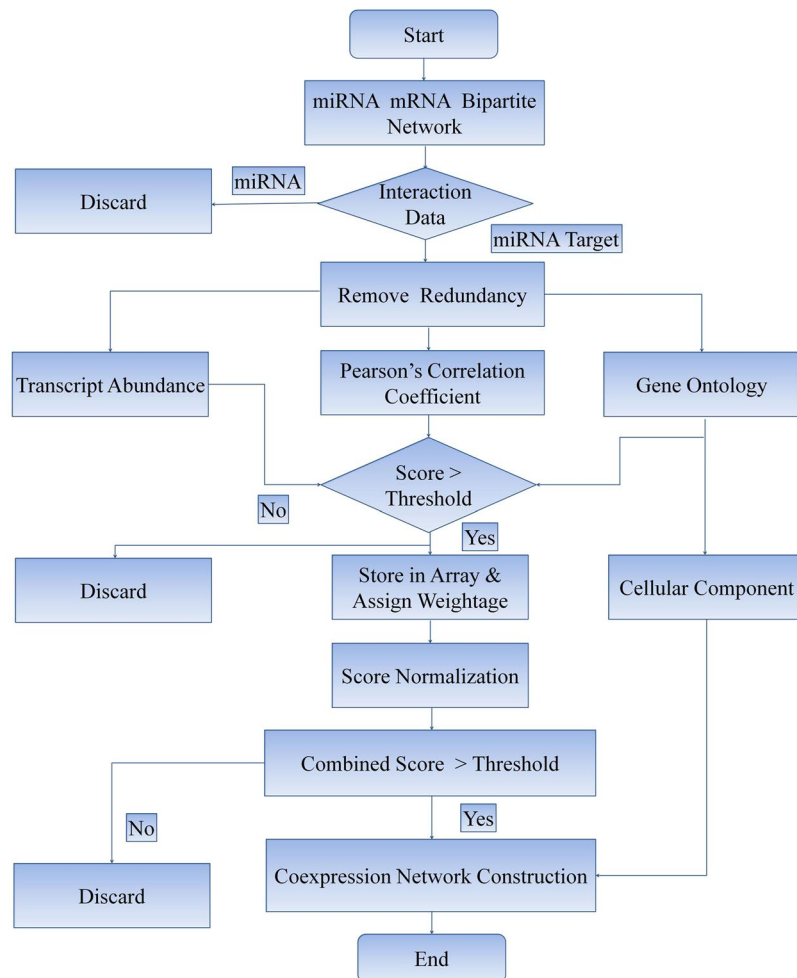 Start
miRNA mRNA Bipartite
Network
miRNA
Discard
Interaction
Data
miRNA Target
Remove Redundancy
Transcript Abundance
Pearson’s Correlation
Coefficient
Gene Ontology
Score >
Threshold
No
Yes
Discard
Store in Array &
Assign Weightage
Cellular Component
Score Normalization
Combined Score > Threshold
No
Yes
Discard
Coexpression Network Construction
End